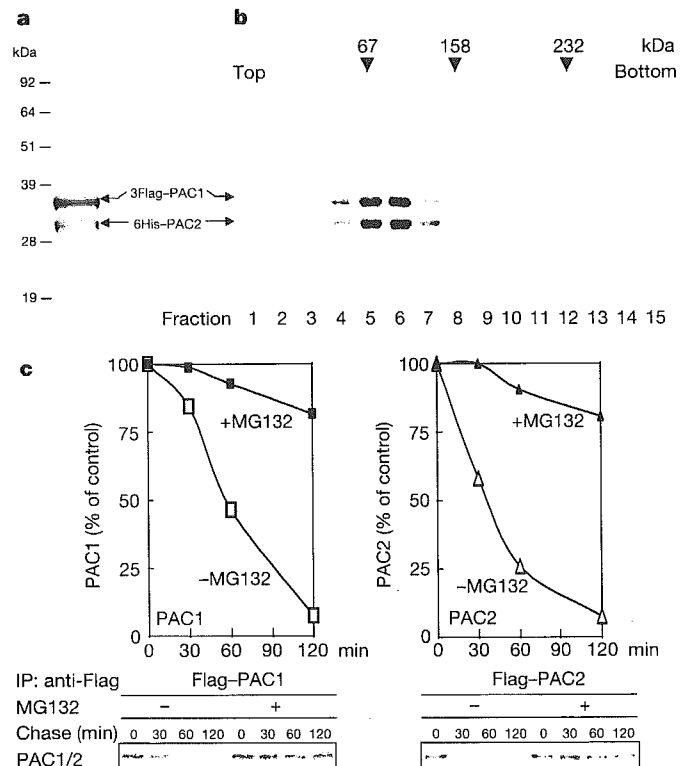 a
b
kDa
67 158 232 kDa
Top Bottom
92
64
51
39
3Flag–PAC1
6His–PAC2
28
19
Fraction 1 2 3 4 5 6 7 8 9 10 11 12 13 14 15
c
100
75
50
25
0
PAC1 (% of control)
+MG132
–MG132
PAC1
0 30 60 90 120 min
100
75
50
25
0
PAC2 (% of control)
+MG132
–MG132
PAC2
0 30 60 90 120 min
IP: anti-Flag Flag–PAC1 Flag–PAC2
MG132 – + – +
Chase (min) 0 30 60 120 0 30 60 120 0 30 60 120 0 30 60 120
PAC1/2